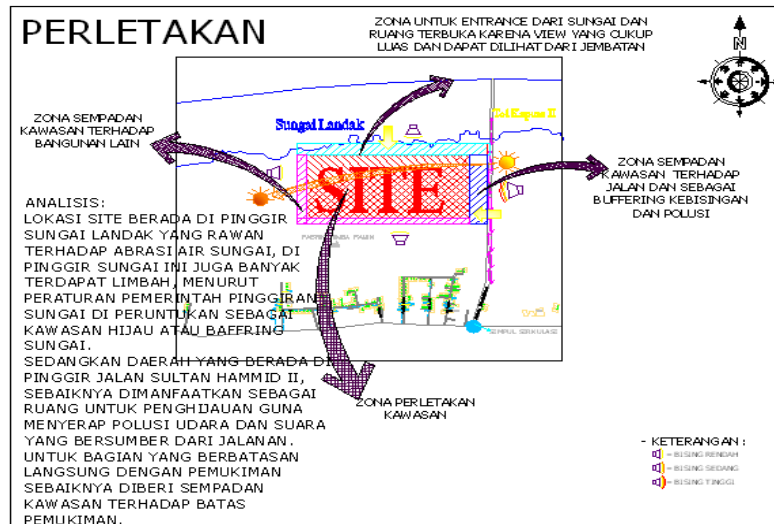 PERLETAKAN
ZONA UNTUK ENTRANCE DARI SUNGAI DAN
RUANG TERBUKA KARENA VIEW YANG CUKUP
LUAS DAN DAPAT DILIHAT DARI JEMBATAN
N
ZONA SEMPADAN
KAWASAN TERHADAP
BANGUNAN LAIN
Sungai Landak
SITE
ZONA SEMPADAN
KAWASAN TERHADAP
JALAN DAN SEBAGAI
BUFFERING KEBISINGAN
DAN POLUSI
ANALISIS:
LOKASI SITE BERADA DI PINGGIR
SUNGAI LANDAK YANG RAWAN
TERHADAP ABRASI AIR SUNGAI, DI
PINGGIR SUNGAI INI JUGA BANYAK
TERDAPAT LIMBAH, MENURUT
PERATURAN PEMERINTAH PINGGIRAN
SUNGAI DI PERUNTUKAN SEBAGAI
KAWASAN HIJAU ATAU BAFFRING
SUNGAI.
SEDANGKAN DAERAH YANG BERADA DI
PINGGIR JALAN SULTAN HAMMID II,
SEBAIKNYA DIMANFAATKAN SEBAGAI
RUANG UNTUK PENGHIJAUAN GUNA
MENYERAP POLUSI UDARA DAN SUARA
YANG BERSUMBER DARI JALANAN.
UNTUK BAGIAN YANG BERBATASAN
LANGSUNG DENGAN PEMUKIMAN
SEBAIKNYA DIBERI SEMPADAN
KAWASAN TERHADAP BATAS
PEMUKIMAN.
SIMPUL SIRKULASI
ZONA PERLETAKAN
KAWASAN
- KETERANGAN :
= BISING RENDAH
= BISING SEDANG
= BISING TINGGI